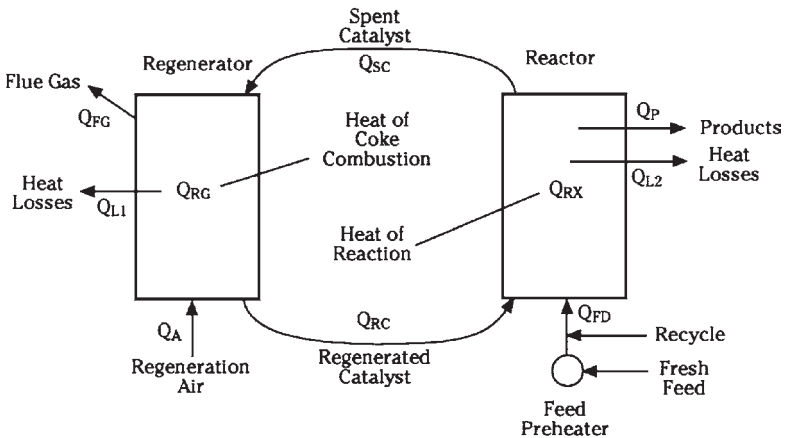 Spent
Catalyst
Q_SC
Regenerator
Reactor
Flue Gas
Q_FG
Heat of
Coke
Combustion
Q_P
Products
Heat
Losses
Q_L2
Heat
Losses
Q_L1
Q_RG
Q_RX
Heat of
Reaction
Q_A
Regeneration
Air
Q_RC
Regenerated
Catalyst
Q_FD
Recycle
Fresh
Feed
Feed
Preheater